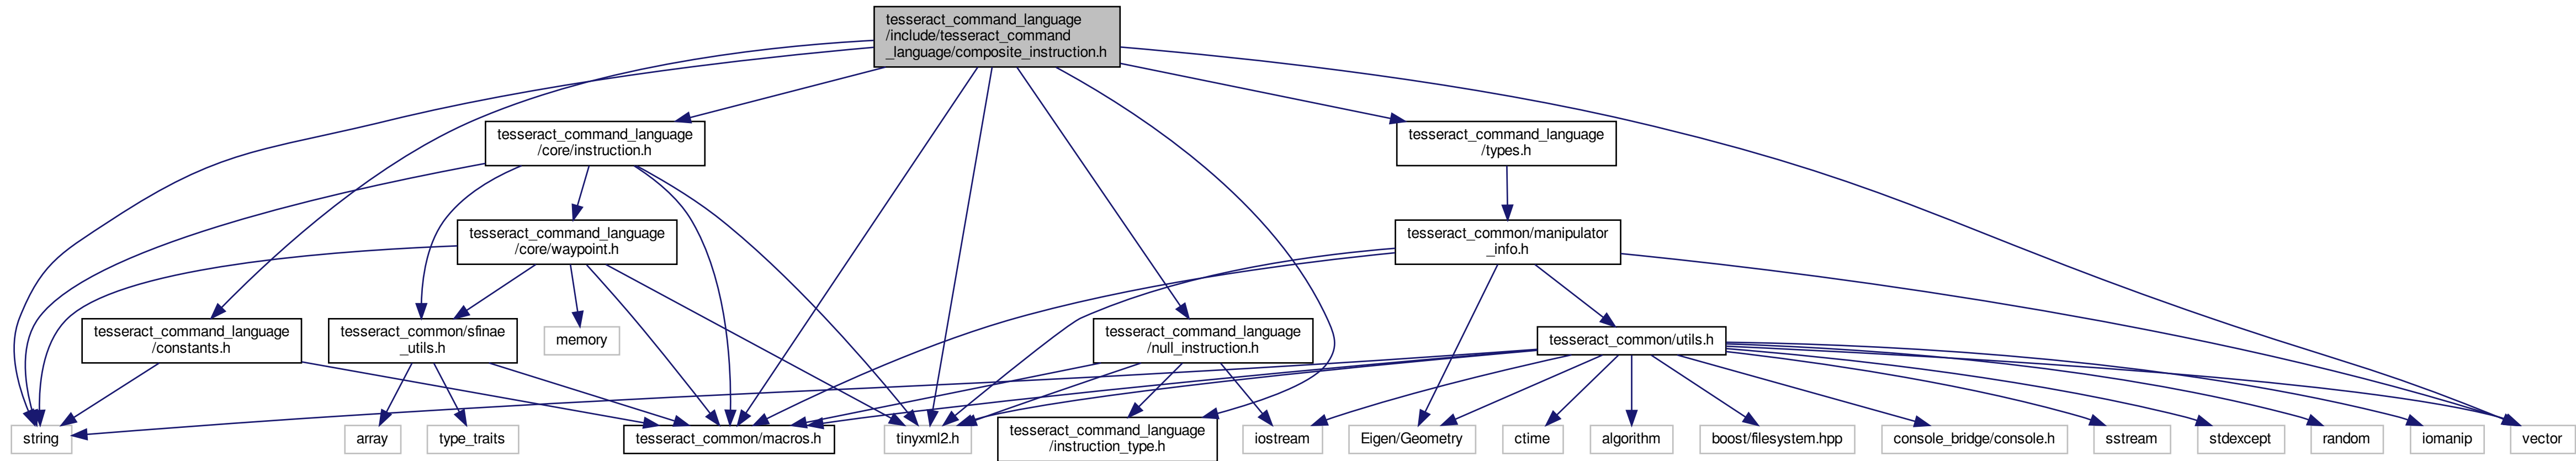 tesseract_command_language
/include/tesseract_command
_language/composite_instruction.h
tesseract_command_language
/core/instruction.h
tesseract_command_language
/types.h
tesseract_command_language
/core/waypoint.h
tesseract_common/manipulator
_info.h
tesseract_command_language
/constants.h
tesseract_common/sfinae
_utils.h
memory
tesseract_command_language
/null_instruction.h
tesseract_common/utils.h
string
array
type_traits
tesseract_common/macros.h
tinyxml2.h
tesseract_command_language
/instruction_type.h
iostream
Eigen/Geometry
ctime
algorithm
boost/filesystem.hpp
console_bridge/console.h
sstream
stdexcept
random
iomanip
vector